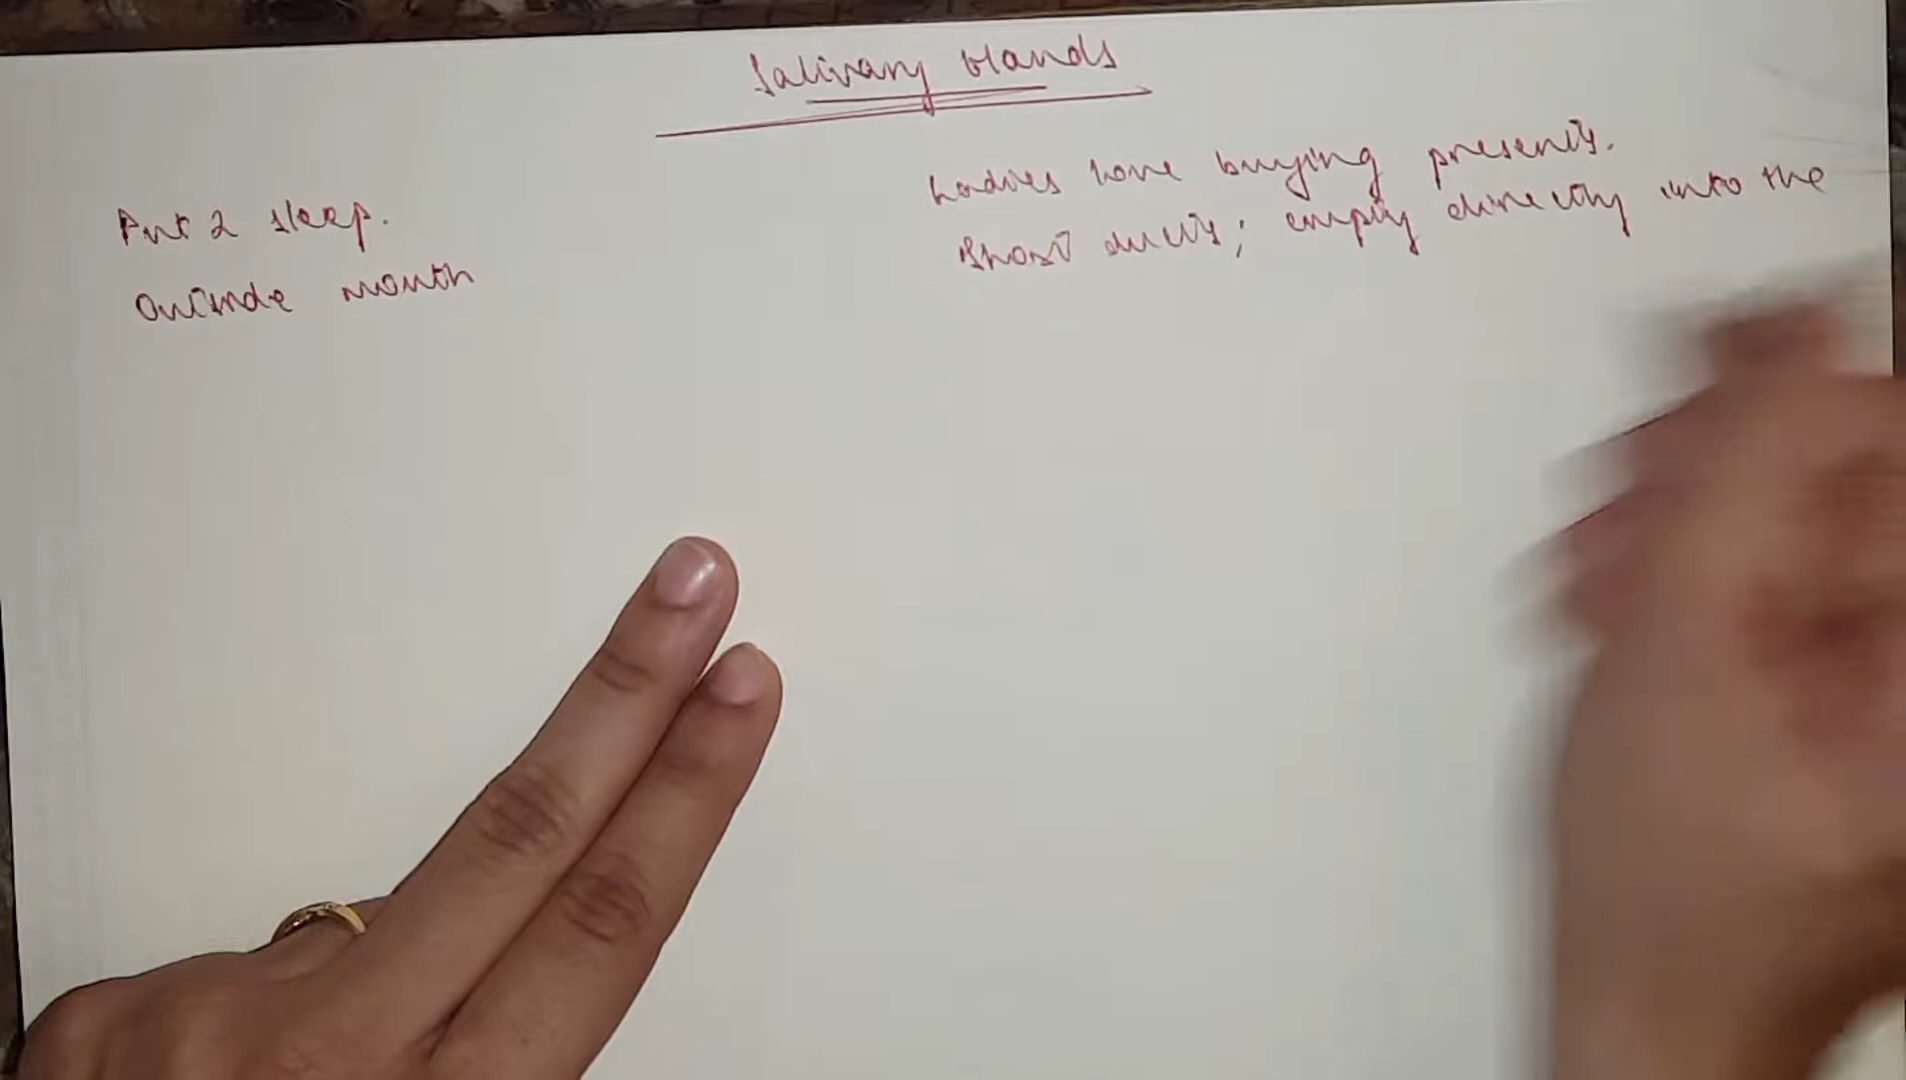 Salivary Glands
Put 2 sleep.
Outside mouth
Ladies love buying presents.
Short ducts; empty directly into the